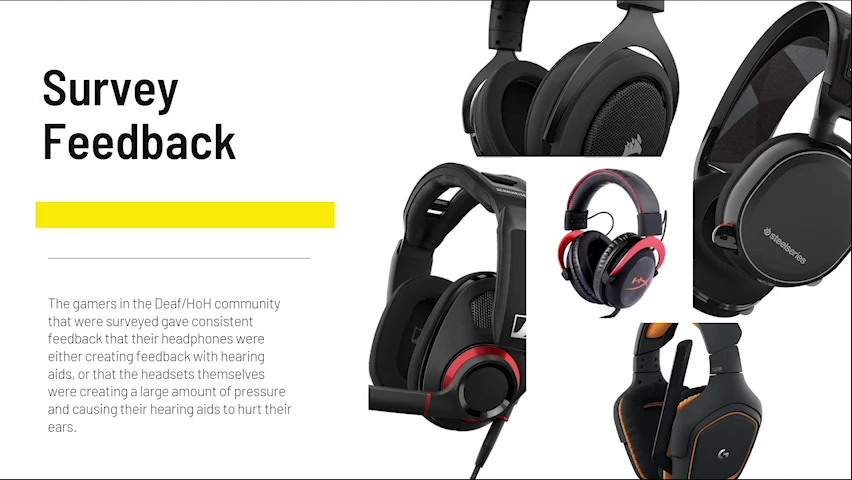 Survey
Feedback
The gamers in the Deaf/HoH community
that were surveyed gave consistent
feedback that their headphones were
either creating feedback with hearing
aids, or that the headsets themselves
were creating a large amount of pressure
and causing their hearing aids to hurt their
ears.
steelseries
HX
G